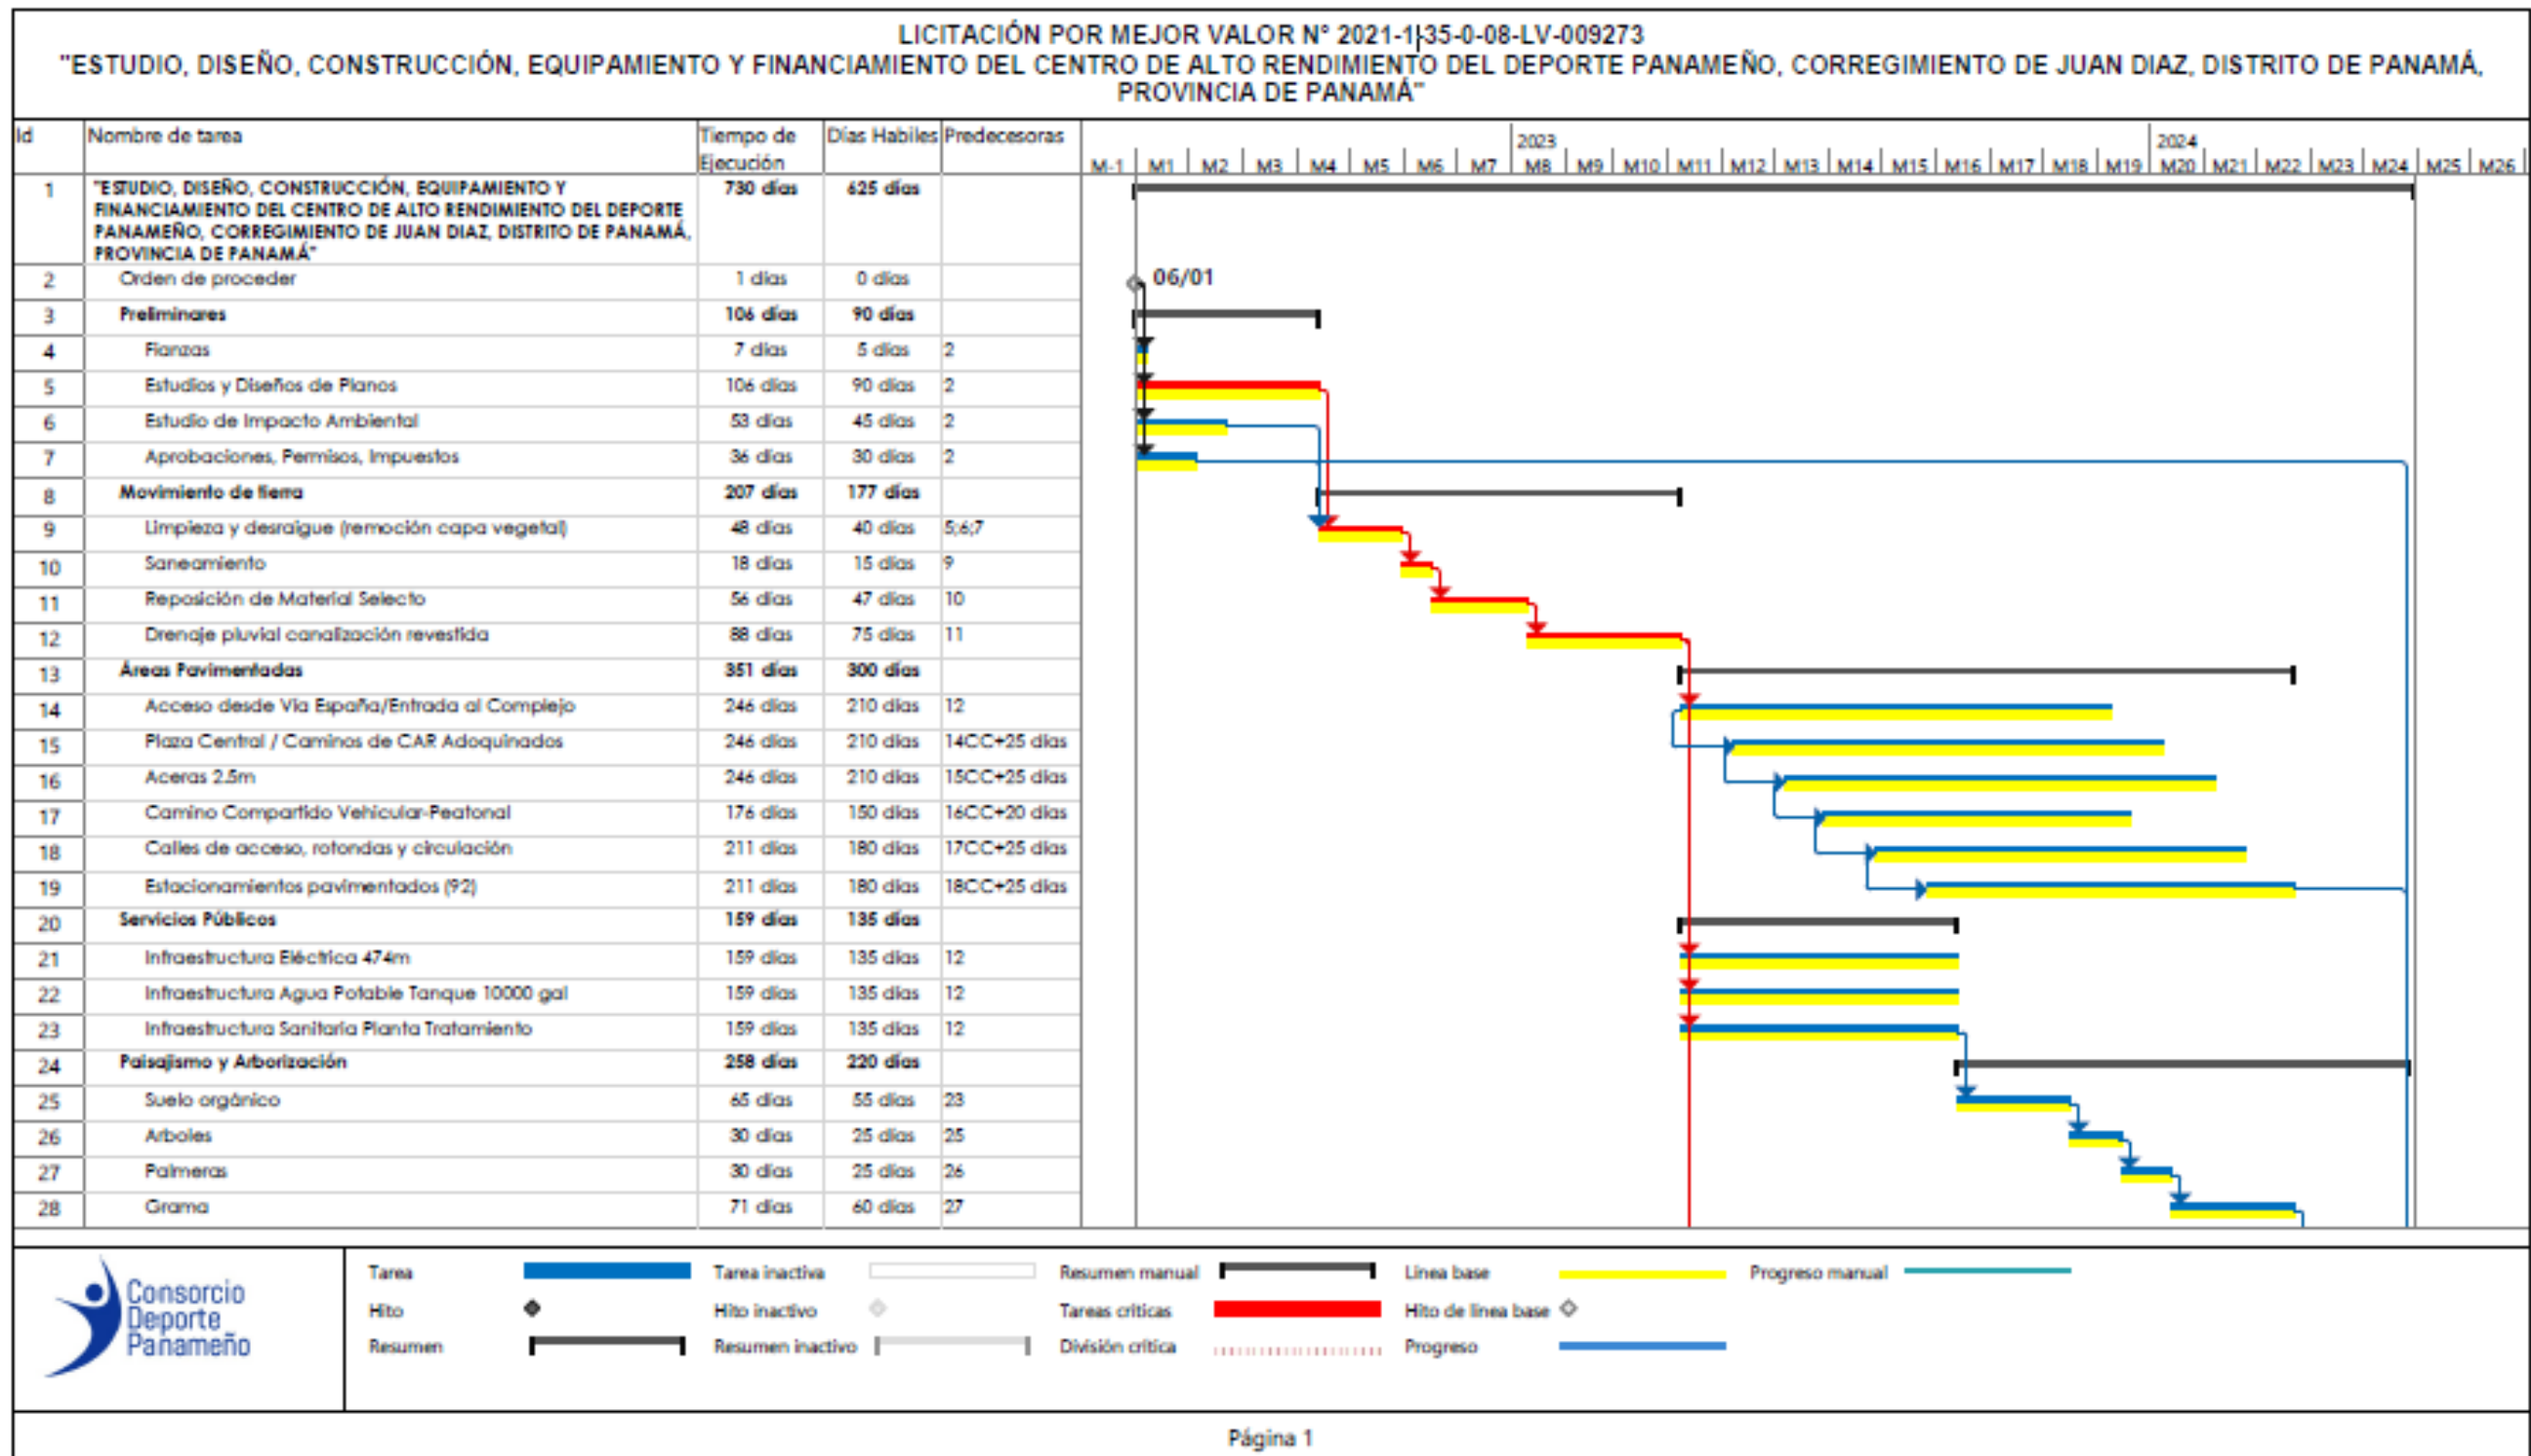 LICITACIÓN POR MEJOR VALOR N° 2021-1-35-0-08-LV-009273
"ESTUDIO, DISEÑO, CONSTRUCCIÓN, EQUIPAMIENTO Y FINANCIAMIENTO DEL CENTRO DE ALTO RENDIMIENTO DEL DEPORTE PANAMEÑO, CORREGIMIENTO DE JUAN DIAZ, DISTRITO DE PANAMÁ,
PROVINCIA DE PANAMÁ"
Id Nombre de tarea Tiempo de Ejecución Días Habiles Predecesoras
2023 2024
M-1 M1 M2 M3 M4 M5 M6 M7 M8 M9 M10 M11 M12 M13 M14 M15 M16 M17 M18 M19 M20 M21 M22 M23 M24 M25 M26
1 "ESTUDIO, DISEÑO, CONSTRUCCIÓN, EQUIPAMIENTO Y 730 días 625 días
FINANCIAMIENTO DEL CENTRO DE ALTO RENDIMIENTO DEL DEPORTE
PANAMEÑO, CORREGIMIENTO DE JUAN DIAZ, DISTRITO DE PANAMÁ,
PROVINCIA DE PANAMÁ"
2 Orden de proceder 1 días 0 días 06/01
3 Preliminares 106 días 90 días
4 Fianzas 7 días 5 días 2
5 Estudios y Diseños de Planos 106 días 90 días 2
6 Estudio de Impacto Ambiental 53 días 45 días 2
7 Aprobaciones, Permisos, Impuestos 36 días 30 días 2
8 Movimiento de tierra 207 días 177 días
9 Limpieza y desraigue (remoción capa vegetal) 48 días 40 días 5;6;7
10 Saneamiento 18 días 15 días 9
11 Reposición de Material Selecto 56 días 47 días 10
12 Drenaje pluvial canalización revestida 88 días 75 días 11
13 Áreas Pavimentadas 351 días 300 días
14 Acceso desde Vía España/Entrada al Complejo 246 días 210 días 12
15 Plaza Central / Caminos de CAR Adoquinados 246 días 210 días 14CC+25 días
16 Aceras 2.5m 246 días 210 días 15CC+25 días
17 Camino Compartido Vehicular-Peatonal 176 días 150 días 16CC+20 días
18 Calles de acceso, rotondas y circulación 211 días 180 días 17CC+25 días
19 Estacionamientos pavimentados (92) 211 días 180 días 18CC+25 días
20 Servicios Públicos 159 días 135 días
21 Infraestructura Eléctrica 474m 159 días 135 días 12
22 Infraestructura Agua Potable Tanque 10000 gal 159 días 135 días 12
23 Infraestructura Sanitaria Planta Tratamiento 159 días 135 días 12
24 Paisajismo y Arborización 258 días 220 días
25 Suelo orgánico 65 días 55 días 23
26 Arboles 30 días 25 días 25
27 Palmeras 30 días 25 días 26
28 Grama 71 días 60 días 27
Consorcio
Deporte
Panameño
Tarea Tarea inactiva Resumen manual Línea base Progreso manual
Hito Hito inactivo Tareas críticas Hito de línea base
Resumen Resumen inactivo División crítica Progreso
Página 1